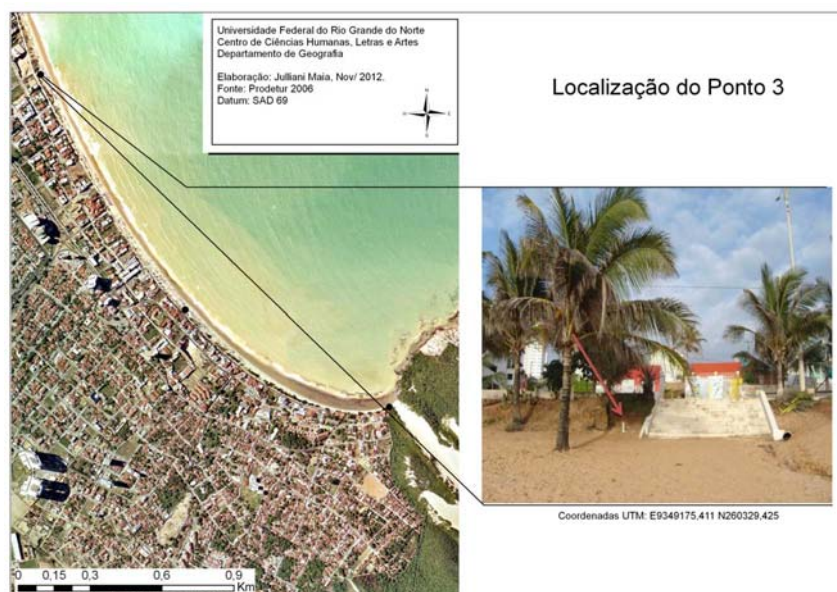 Universidade Federal do Rio Grande do Norte
Centro de Ciências Humanas, Letras e Artes
Departamento de Geografia
Elaboração: Julliani Maia, Nov/ 2012.
Fonte: Prodetur 2006
Datum: SAD 69
N
O
E
S
Localização do Ponto 3
Coordenadas UTM: E9349175,411 N260329,425
0 0,15 0,3 0,6 0,9
Km